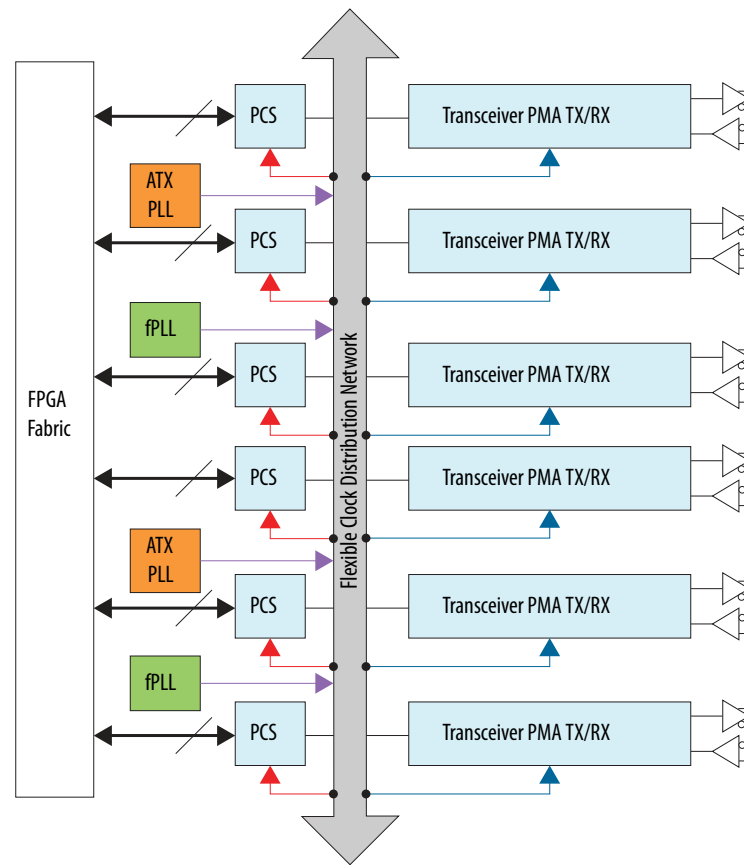 PCS
Transceiver PMA TX/RX
ATX
PLL
PCS
Transceiver PMA TX/RX
fPLL
PCS
Transceiver PMA TX/RX
FPGA
Fabric
Flexible Clock Distribution Network
PCS
Transceiver PMA TX/RX
ATX
PLL
PCS
Transceiver PMA TX/RX
fPLL
PCS
Transceiver PMA TX/RX